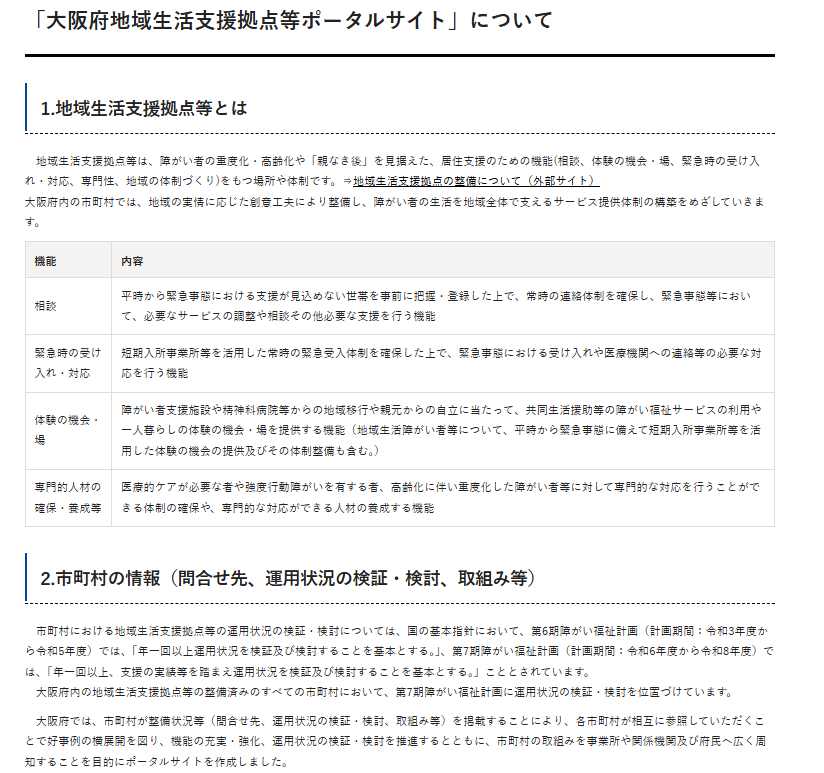 「大阪府地域生活支援拠点等ポータルサイト」について
1.地域生活支援拠点等とは
　地域生活支援拠点等は、障がい者の重度化・高齢化や「親なき後」を見据えた、居住支援のための機能(相談、体験の機会・場、緊急時の受け入
れ・対応、専門性、地域の体制づくり)をもつ場所や体制です。⇒地域生活支援拠点の整備について（外部サイト）
大阪府内の市町村では、地域の実情に応じた創意工夫により整備し、障がい者の生活を地域全体で支えるサービス提供体制の構築をめざしていきま
す。
機能 内容
相談
平時から緊急事態における支援が見込めない世帯を事前に把握・登録した上で、常時の連絡体制を確保し、緊急事態等におい
て、必要なサービスの調整や相談その他必要な支援を行う機能
緊急時の受け
入れ・対応
短期入所事業所等を活用した常時の緊急受入体制を確保した上で、緊急事態における受け入れや医療機関への連絡等の必要な対
応を行う機能
体験の機会・
場
障がい者支援施設や精神科病院等からの地域移行や親元からの自立に当たって、共同生活援助等の障がい福祉サービスの利用や
一人暮らしの体験の機会・場を提供する機能（地域生活障がい者等について、平時から緊急事態に備えて短期入所事業所等を活
用した体験の機会の提供及びその体制整備も含む。）
専門的人材の
確保・養成等
医療的ケアが必要な者や強度行動障がいを有する者、高齢化に伴い重度化した障がい者等に対して専門的な対応を行うことがで
きる体制の確保や、専門的な対応ができる人材の養成する機能
2.市町村の情報（問合せ先、運用状況の検証・検討、取組み等）
　市町村における地域生活支援拠点等の運用状況の検証・検討については、国の基本指針において、第6期障がい福祉計画（計画期間：令和3年度か
ら令和5年度）では、「年一回以上運用状況を検証及び検討することを基本とする。」、第7期障がい福祉計画（計画期間：令和6年度から令和8年度）で
は、「年一回以上、支援の実績等を踏まえ運用状況を検証及び検討することを基本とする。」こととされています。
　大阪府内の地域生活支援拠点等の整備済みのすべての市町村において、第7期障がい福祉計画に運用状況の検証・検討を位置づけています。
　大阪府では、市町村が整備状況等（問合せ先、運用状況の検証・検討、取組み等）を掲載することにより、各市町村が相互に参照していただくこ
とで好事例の横展開を図り、機能の充実・強化、運用状況の検証・検討を推進するとともに、市町村の取組みを事業所や関係機関及び府民へ広く周
知することを目的にポータルサイトを作成しました。